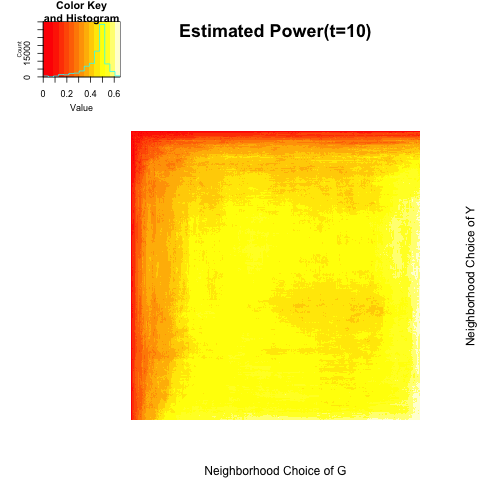 Color Key
and Histogram
Estimated Power(t=10)
Count
0 15000
0 0.2 0.4 0.6
Value
Neighborhood Choice of Y
Neighborhood Choice of G